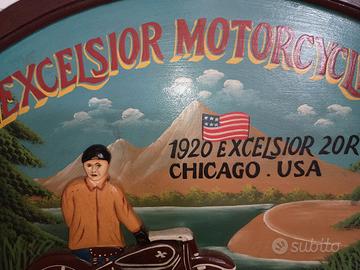 EXCELSIOR MOTORCYCL
1920 EXCELSIOR 20R
CHICAGO . USA
subito